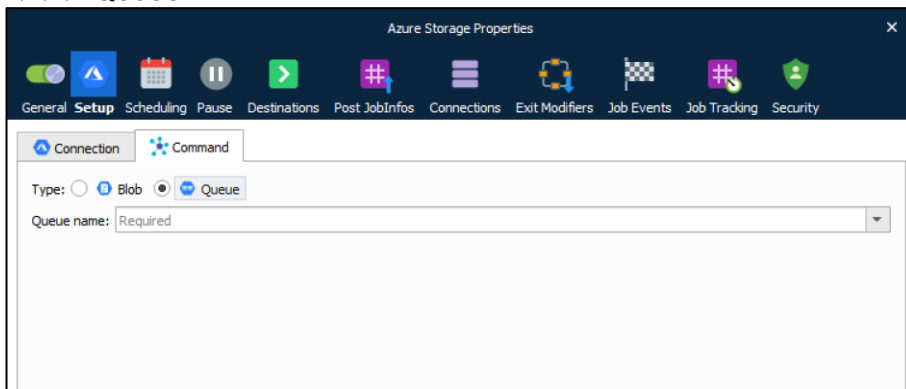 Azure Storage Properties
General Setup Scheduling Pause Destinations Post JobInfos Connections Exit Modifiers Job Events Job Tracking Security
Connection Command
Type: Blob Queue
Queue name: Required